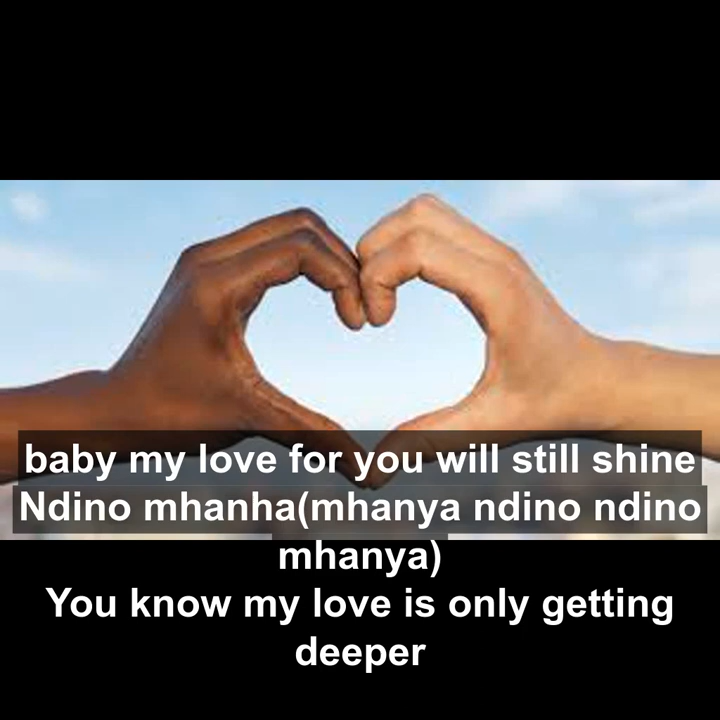 baby my love for you will still shine
Ndino mhanha(mhanya ndino ndino
mhanya)
You know my love is only getting
deeper